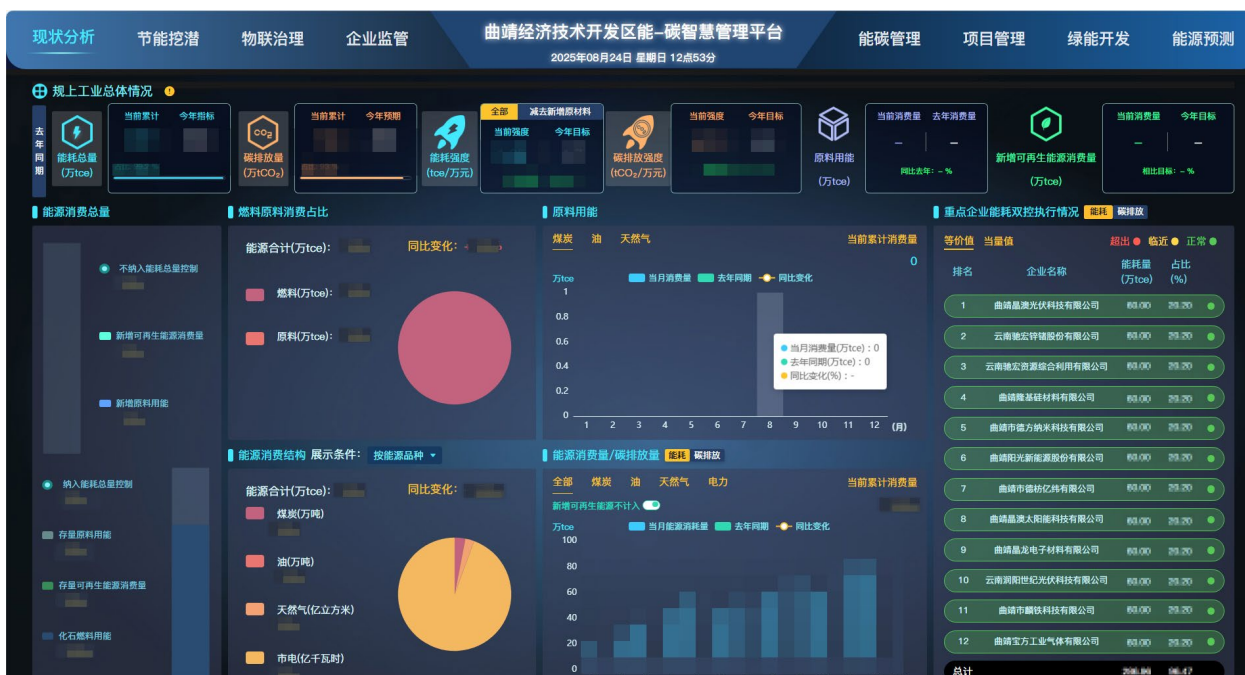 现状分析 节能挖潜 物联治理 企业监管 曲靖经济技术开发区能-碳智慧管理平台 能碳管理 项目管理 绿能开发 能源预测
2025年08月24日 星期日 12点53分
规上工业总体情况
去年同期
能耗总量
(万tce)
当前累计 今年指标
CO₂
碳排放量
(万tCO₂)
当前累计 今年预期
能耗强度
(tce/万元)
全部 减去新增原材料
当前强度 今年目标
碳排放强度
(tCO₂/万元)
当前强度 今年目标
原料用能
(万tce)
当前消费量 去年消费量
– –
同比去年: – %
新增可再生能源消费量
(万tce)
当前消费量 今年目标
– –
相比目标: – %
能源消费总量
不纳入能耗总量控制
新增可再生能源消费量
新增原料用能
纳入能耗总量控制
存量原料用能
存量可再生能源消费量
化石燃料用能
燃料原料消费占比
能源合计(万tce):
同比变化:
燃料(万tce):
原料(万tce):
能源消费结构 展示条件: 按能源品种
能源合计(万tce):
同比变化:
煤炭(万吨)
油(万吨)
天然气(亿立方米)
市电(亿千瓦时)
原料用能
煤炭 油 天然气 当前累计消费量
0
万tce 当月消费量 去年同期 同比变化
1
0.8
0.6
0.4
0.2
0
1 2 3 4 5 6 7 8 9 10 11 12 (月)
当月消费量(万tce) : 0
去年同期(万tce) : 0
同比变化(%) : -
能源消费量/碳排放量 能耗 碳排放
全部 煤炭 油 天然气 电力 当前累计消费量
新增可再生能源不计入
万tce 当月能源消耗量 去年同期 同比变化
100
80
60
40
20
0
重点企业能耗双控执行情况 能耗 碳排放
等价值 当量值 超出 临近 正常
排名 企业名称 能耗量(万tce) 占比(%)
1 曲靖晶澳光伏科技有限公司
2 云南驰宏锌锗股份有限公司
3 云南驰宏资源综合利用有限公司
4 曲靖隆基硅材料有限公司
5 曲靖市德方纳米科技有限公司
6 曲靖阳光新能源股份有限公司
7 曲靖市德枋亿纬有限公司
8 曲靖晶澳太阳能科技有限公司
9 曲靖晶龙电子材料有限公司
10 云南润阳世纪光伏科技有限公司
11 曲靖市麟铁科技有限公司
12 曲靖宝方工业气体有限公司
总计